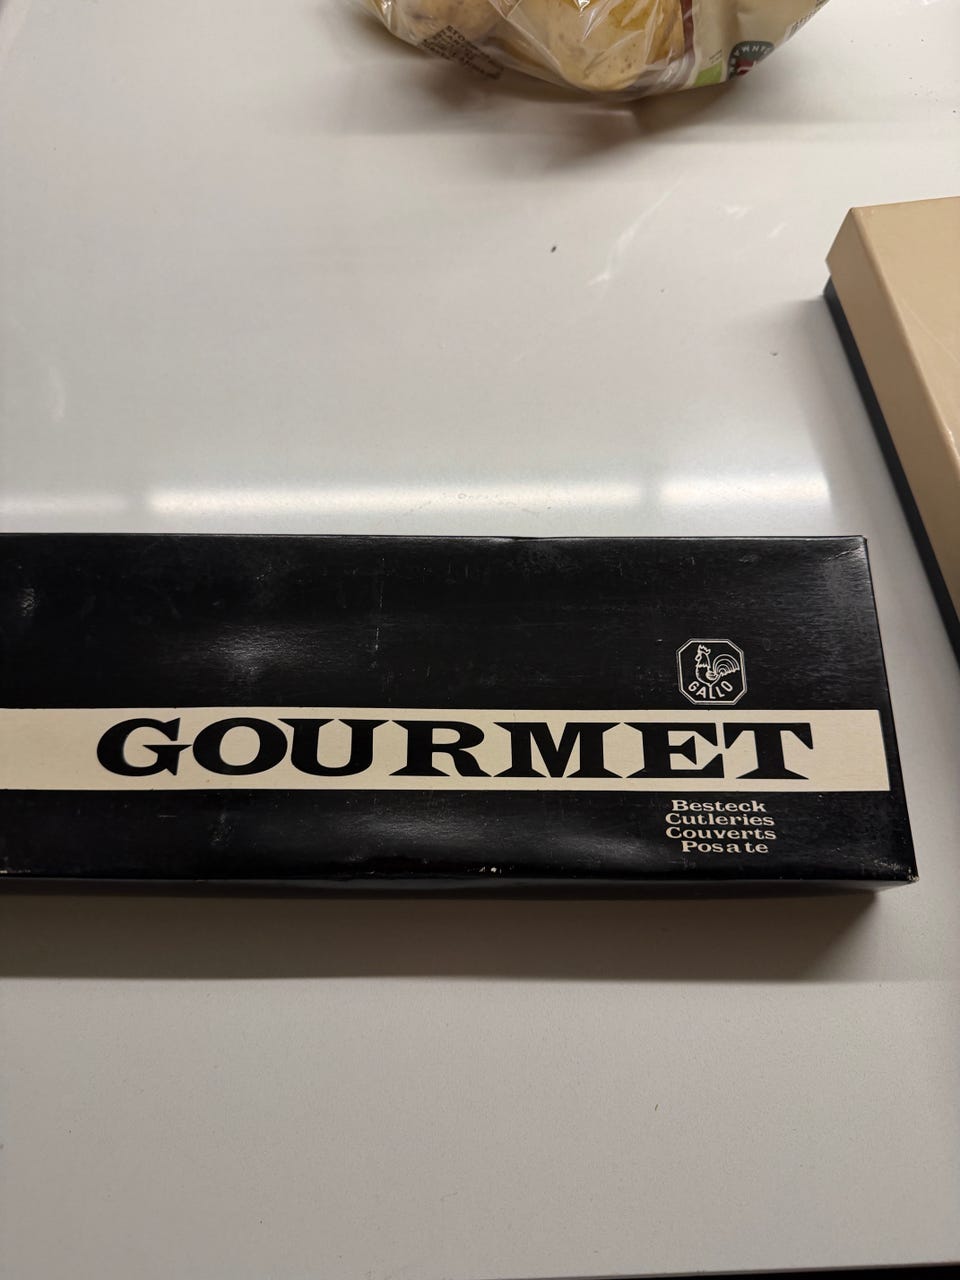 GALLO
GOURMET
Besteck
Cutleries
Couverts
Posate